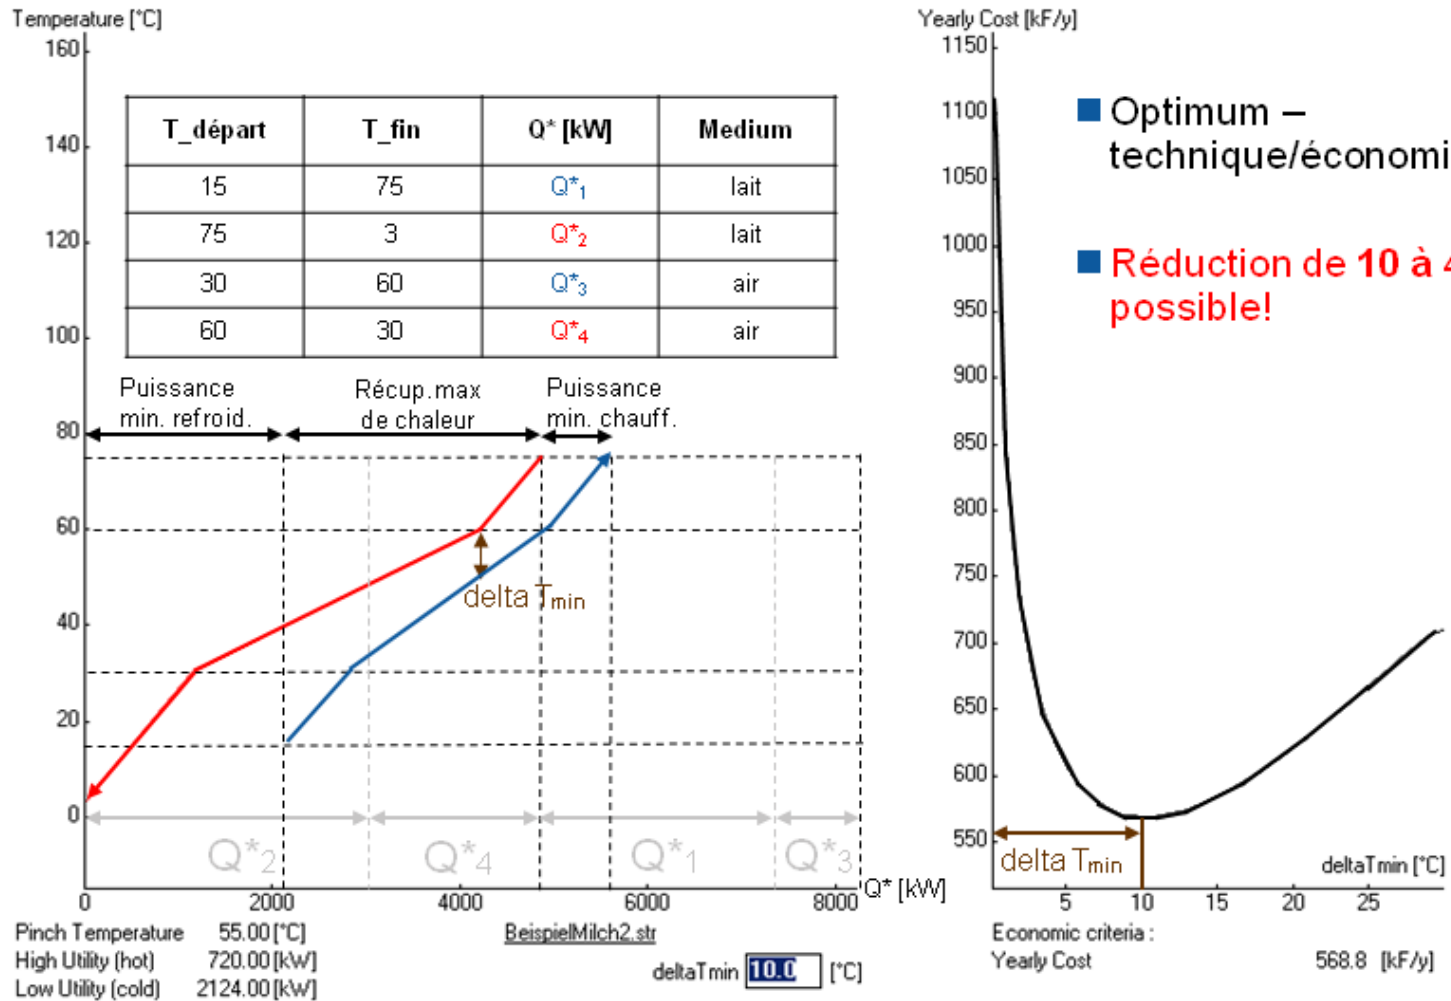 Temperature [°C]
160
140
120
100
80
60
40
20
0
T_départ T_fin Q* [kW] Medium
15 75 Q*1 lait
75 3 Q*2 lait
30 60 Q*3 air
60 30 Q*4 air
Puissance
min. refroid.
Récup.max
de chaleur
Puissance
min. chauff.
delta Tmin
Q*2 Q*4 Q*1 Q*3
0 2000 4000 6000 8000 Q* [kW]
Pinch Temperature 55.00 [°C]
High Utility (hot) 720.00 [kW]
Low Utility (cold) 2124.00 [kW]
BeispielMilch2.str
deltaTmin 10.0 [°C]
Yearly Cost [kF/y]
1150
1100
1050
1000
950
900
850
800
750
700
650
600
550
Optimum –
technique/économi
Réduction de 10 à 4
possible!
delta Tmin
deltaTmin [°C]
5 10 15 20 25
Economic criteria :
Yearly Cost 568.8 [kF/y]